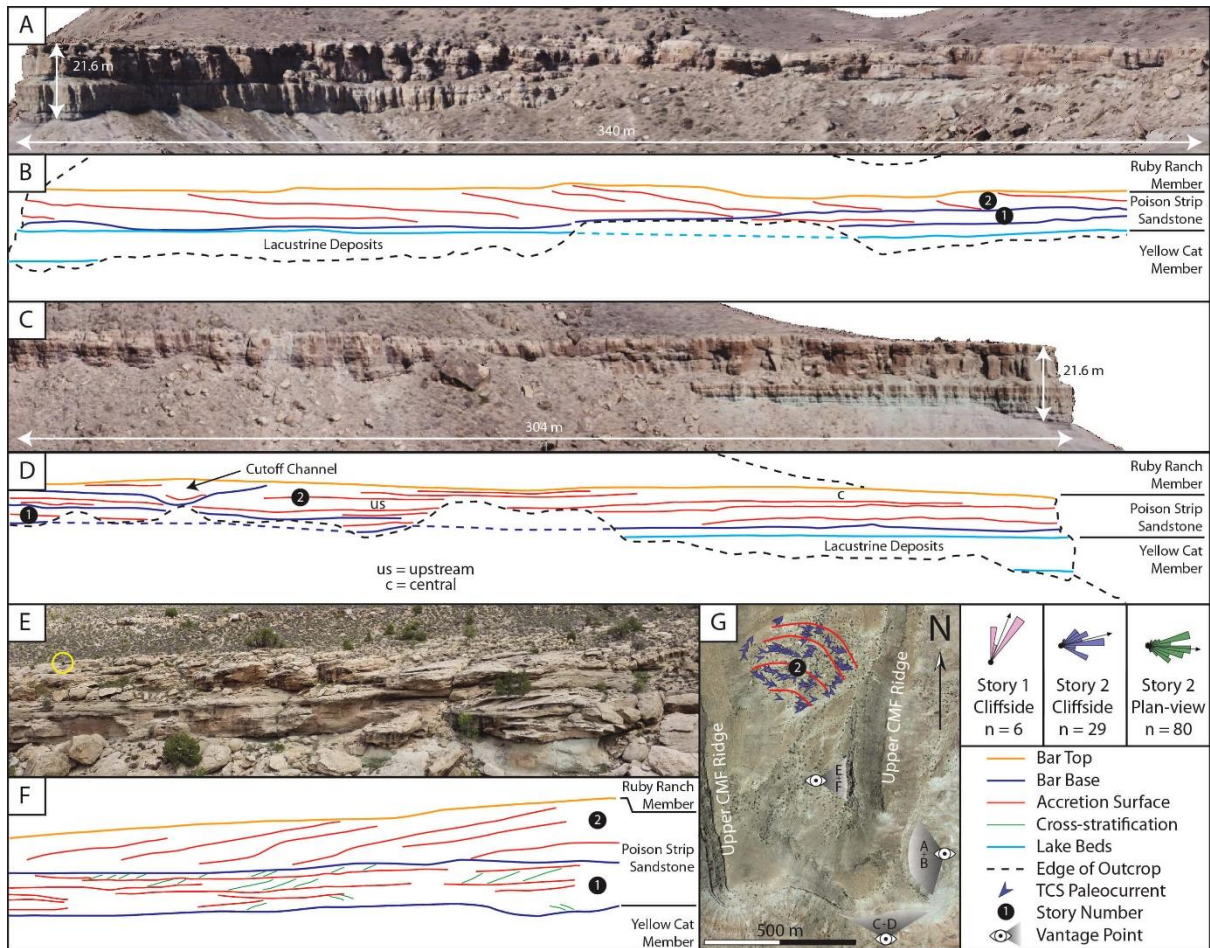 A
21.6 m
340 m
B
Ruby Ranch
Member
2
Poison Strip
1
Sandstone
Lacustrine Deposits
Yellow Cat
Member
C
21.6 m
304 m
D
Cutoff Channel
Ruby Ranch
Member
2
us
c
1
Poison Strip
Sandstone
Lacustrine Deposits
Yellow Cat
Member
us = upstream
c = central
E
F
Ruby Ranch
Member
2
Poison Strip
Sandstone
1
Yellow Cat
Member
G
N
2
Upper CMF Ridge
Upper CMF Ridge
E-F
A-B
C-D
500 m
Story 1
Cliffside
n = 6
Story 2
Cliffside
n = 29
Story 2
Plan-view
n = 80
Bar Top
Bar Base
Accretion Surface
Cross-stratification
Lake Beds
Edge of Outcrop
TCS Paleocurrent
1 Story Number
Vantage Point